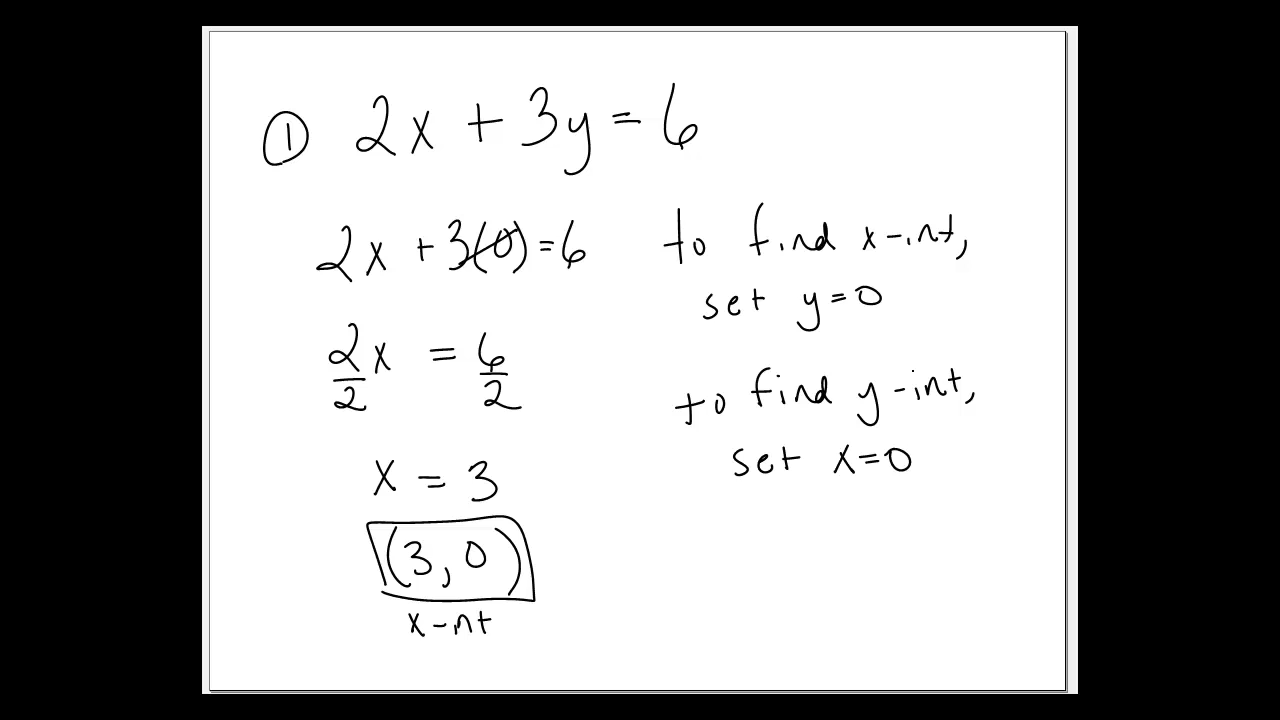 ① 2x + 3y = 6
2x + 3(0) = 6
2x/2 = 6/2
x = 3
(3, 0)
x-int
to find x-int,
set y=0
to find y-int,
set x=0